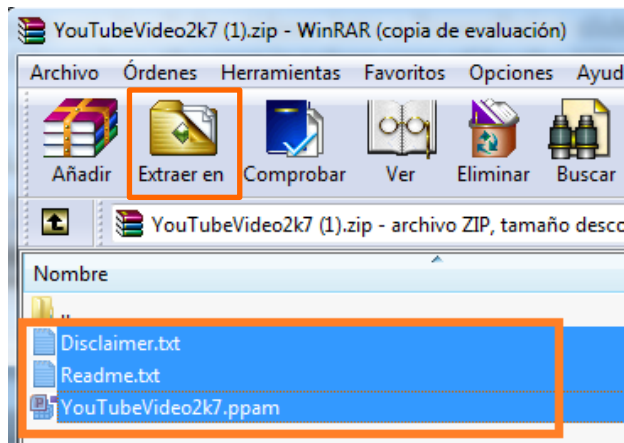 YouTubeVideo2k7 (1).zip - WinRAR (copia de evaluación)
Archivo Órdenes Herramientas Favoritos Opciones Ayud
Añadir Extraer en Comprobar Ver Eliminar Buscar
YouTubeVideo2k7 (1).zip - archivo ZIP, tamaño desco
Nombre
..
Disclaimer.txt
Readme.txt
YouTubeVideo2k7.ppam